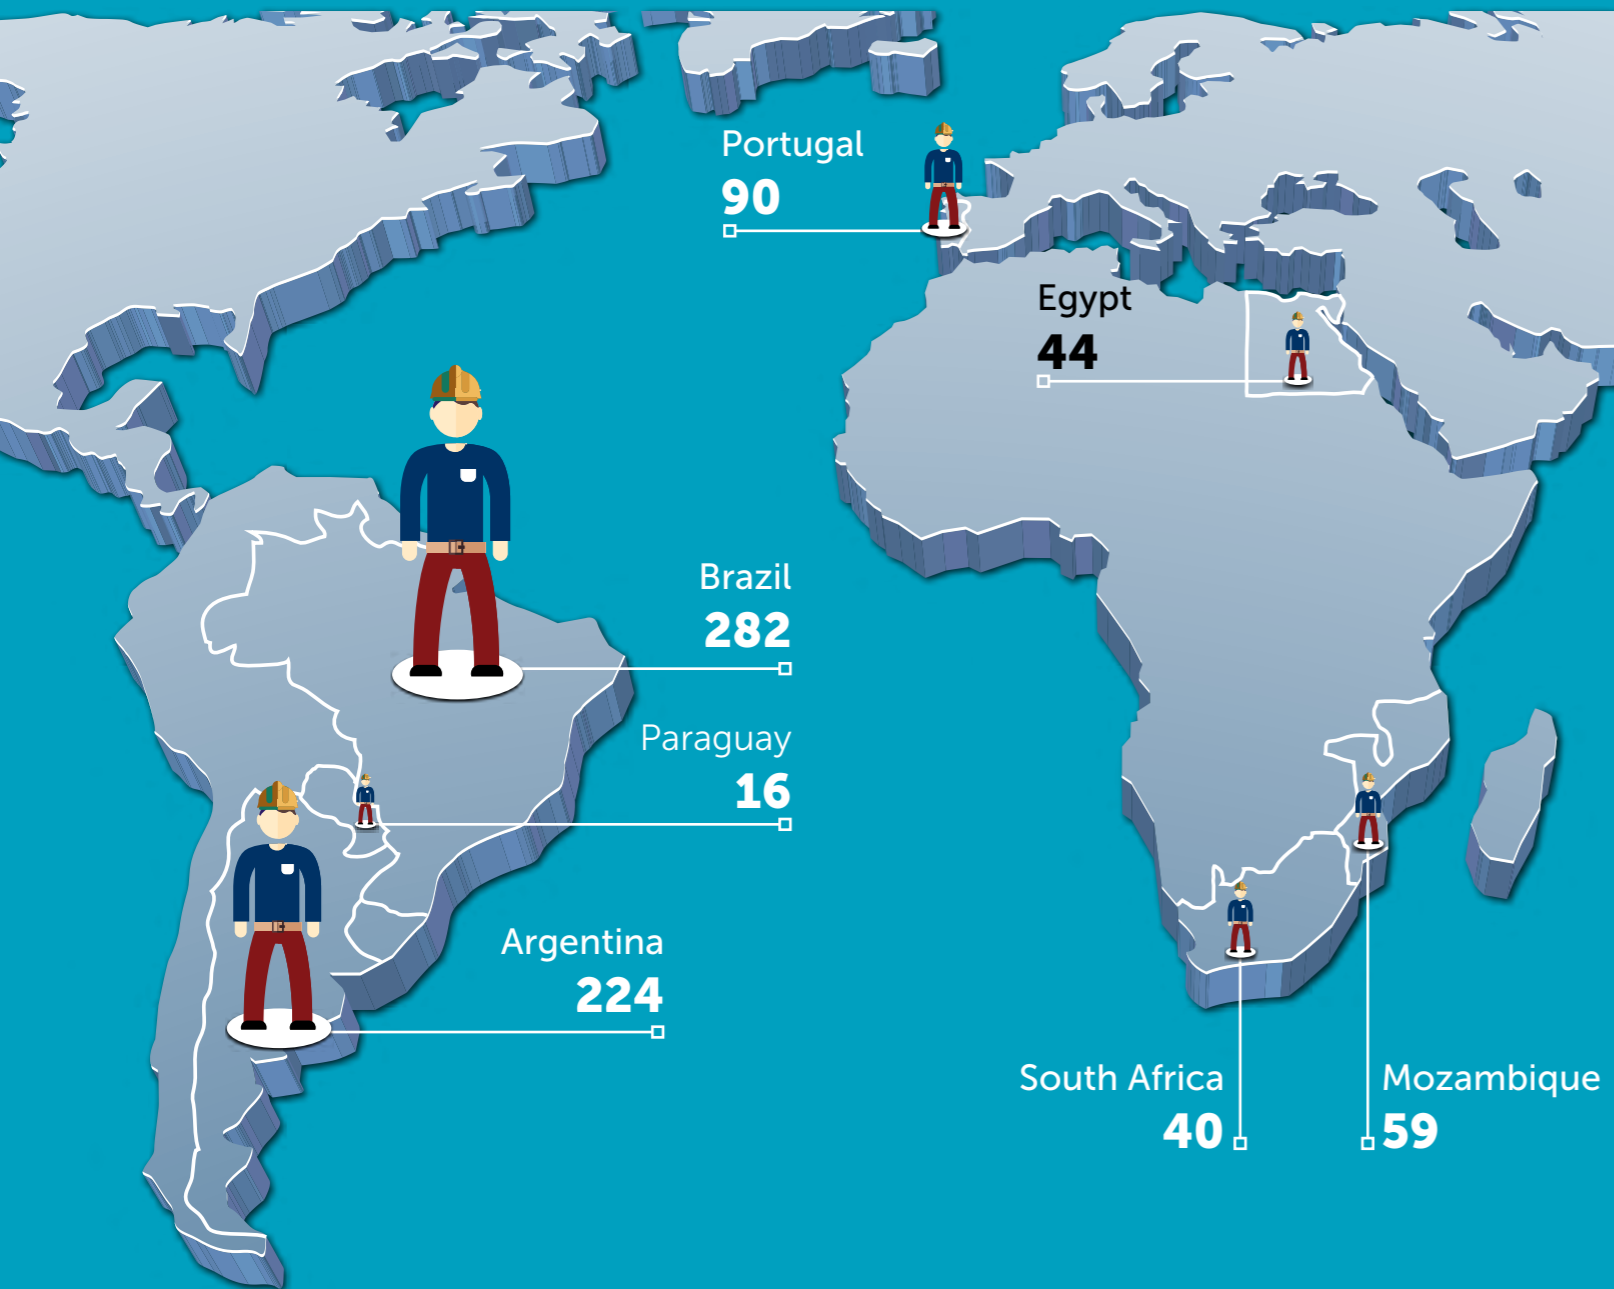 Portugal
90
Egypt
44
Brazil
282
Paraguay
16
Argentina
224
South Africa
40
Mozambique
59